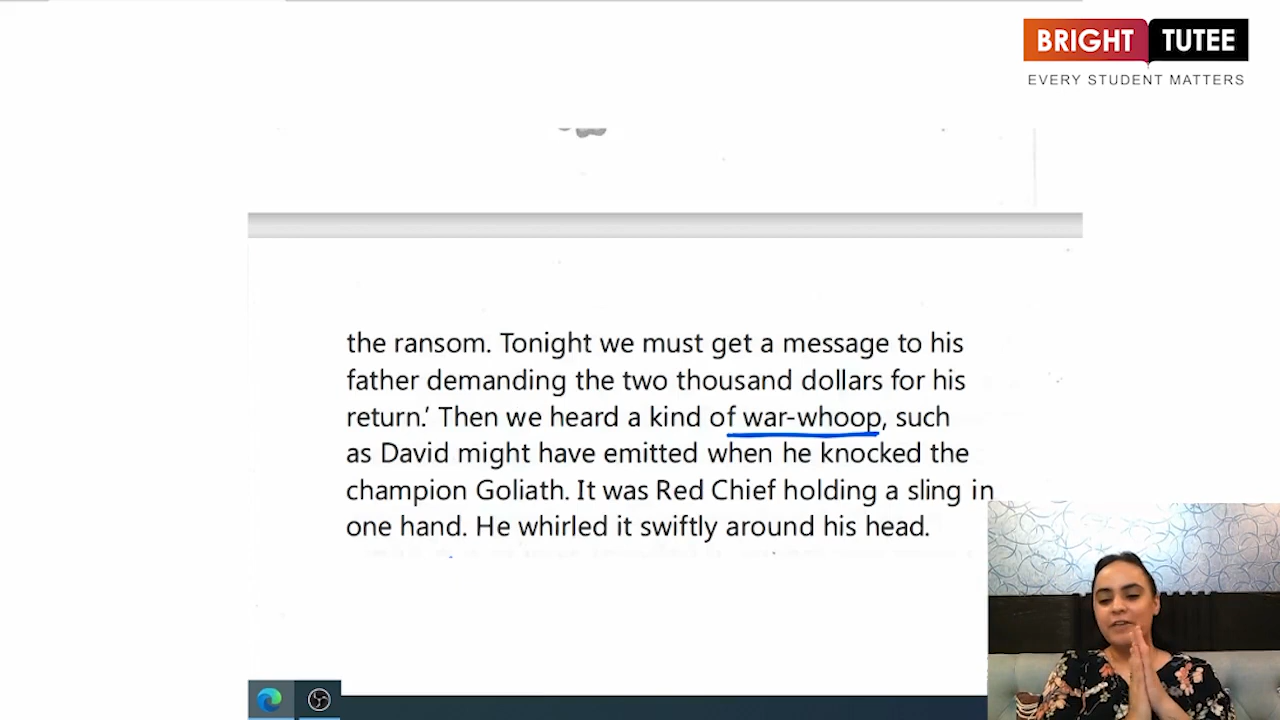 BRIGHT TUTEE
EVERY STUDENT MATTERS
the ransom. Tonight we must get a message to his
father demanding the two thousand dollars for his
return.’ Then we heard a kind of war-whoop, such
as David might have emitted when he knocked the
champion Goliath. It was Red Chief holding a sling in
one hand. He whirled it swiftly around his head.